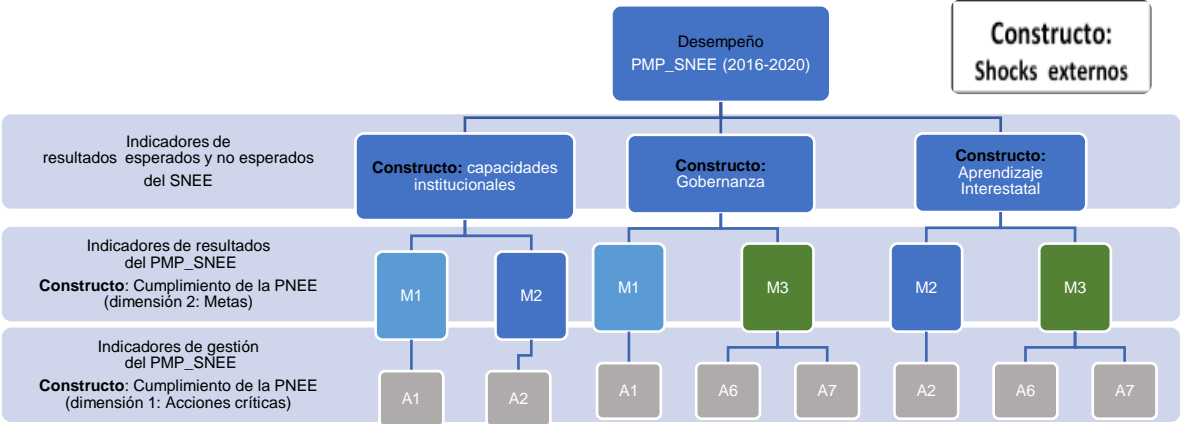 Desempeño
PMP_SNEE (2016-2020)
Constructo:
Shocks externos
Indicadores de
resultados esperados y no esperados
del SNEE
Constructo: capacidades
institucionales
Constructo:
Gobernanza
Constructo:
Aprendizaje
Interestatal
Indicadores de resultados
del PMP_SNEE
Constructo: Cumplimiento de la PNEE
(dimensión 2: Metas)
M1
M2
M1
M3
M2
M3
Indicadores de gestión
del PMP_SNEE
Constructo: Cumplimiento de la PNEE
(dimensión 1: Acciones críticas)
A1
A2
A1
A6
A7
A2
A6
A7